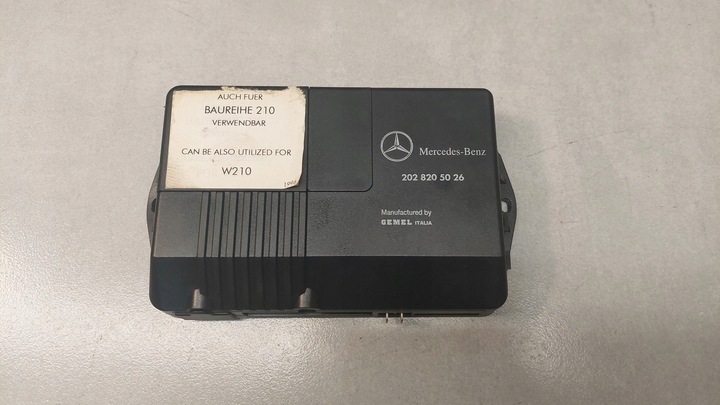 AUCH FUER
BAUREIHE 210
VERWENDBAR
CAN BE ALSO UTILIZED FOR
W210
Mercedes-Benz
202 820 50 26
Manufactured by
GEMEL ITALIA